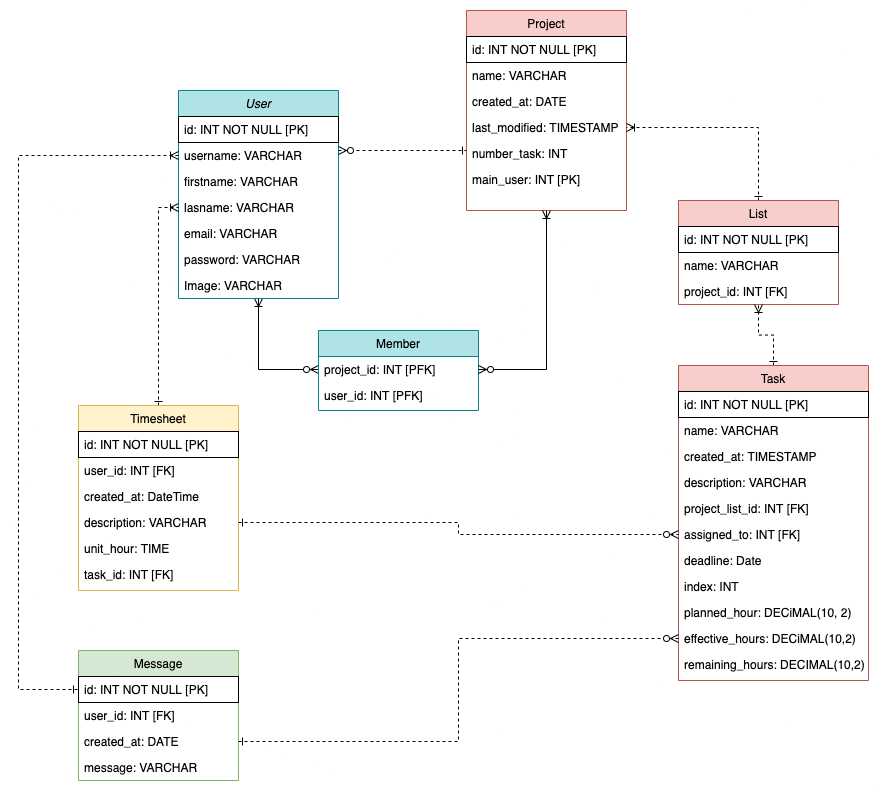 Project
id: INT NOT NULL [PK]
name: VARCHAR
created_at: DATE
last_modified: TIMESTAMP
number_task: INT
main_user: INT [PK]
User
id: INT NOT NULL [PK]
username: VARCHAR
firstname: VARCHAR
lasname: VARCHAR
email: VARCHAR
password: VARCHAR
Image: VARCHAR
List
id: INT NOT NULL [PK]
name: VARCHAR
project_id: INT [FK]
Member
project_id: INT [PFK]
user_id: INT [PFK]
Task
id: INT NOT NULL [PK]
name: VARCHAR
created_at: TIMESTAMP
description: VARCHAR
project_list_id: INT [FK]
assigned_to: INT [FK]
deadline: Date
index: INT
planned_hour: DECiMAL(10, 2)
effective_hours: DECiMAL(10,2)
remaining_hours: DECIMAL(10,2)
Timesheet
id: INT NOT NULL [PK]
user_id: INT [FK]
created_at: DateTime
description: VARCHAR
unit_hour: TIME
task_id: INT [FK]
Message
id: INT NOT NULL [PK]
user_id: INT [FK]
created_at: DATE
message: VARCHAR